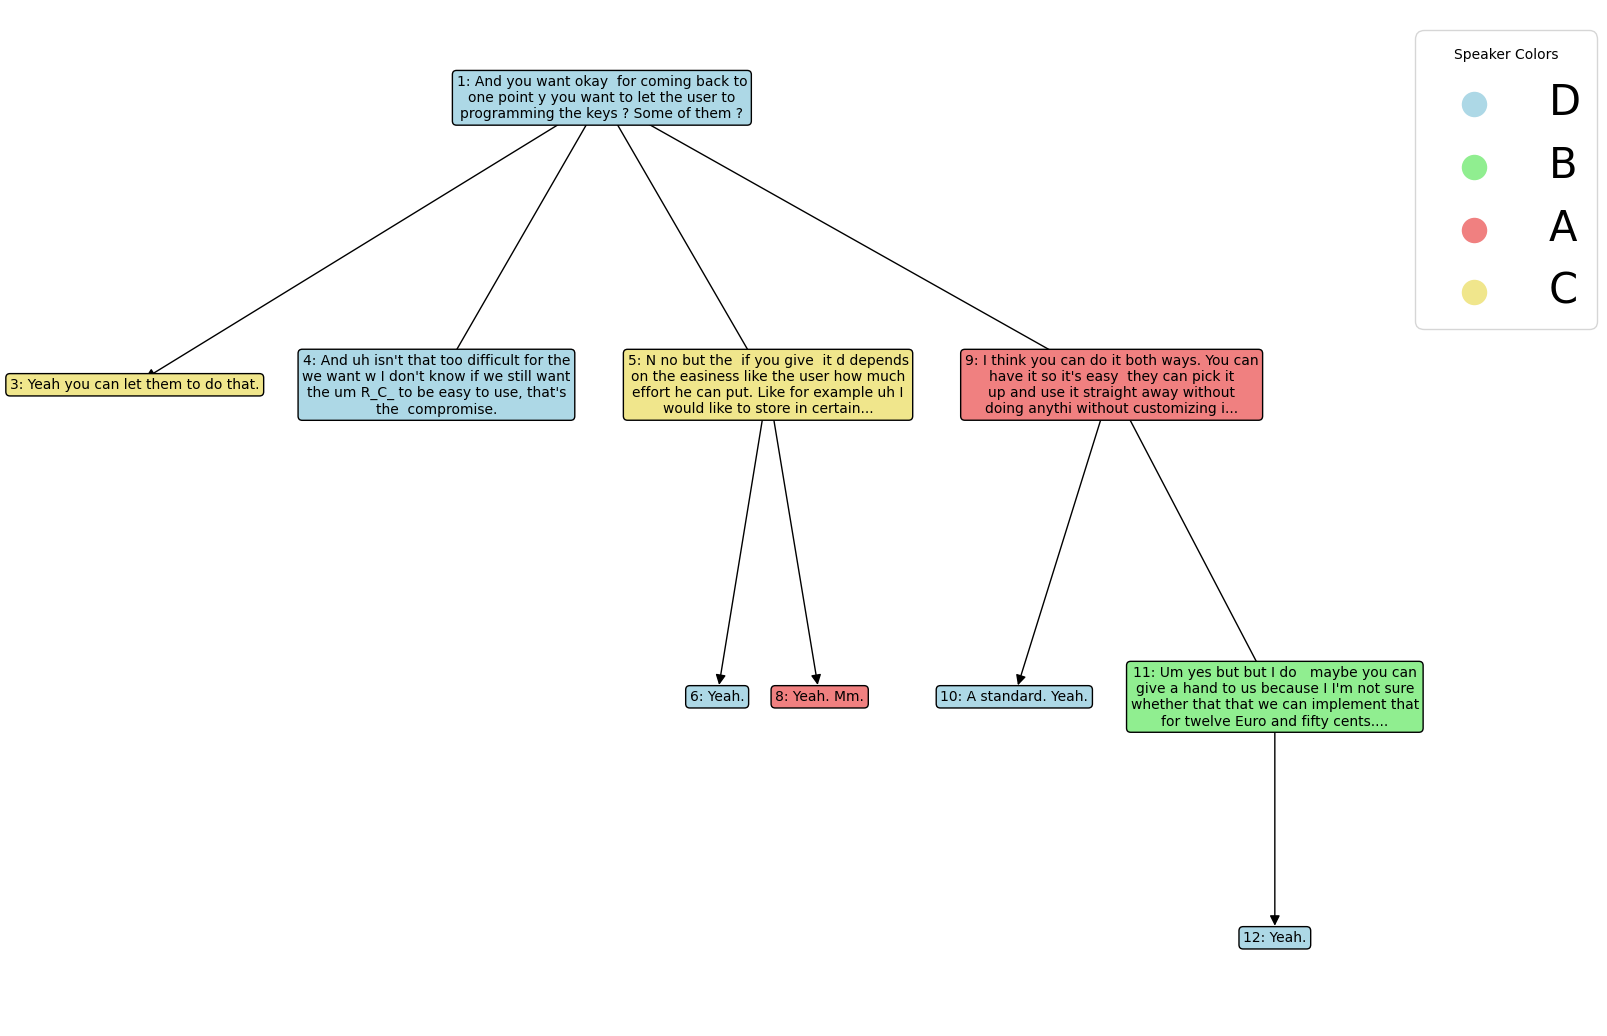 1: And you want okay  for coming back to
one point y you want to let the user to
programming the keys ? Some of them ?
3: Yeah you can let them to do that.
4: And uh isn't that too difficult for the
we want w I don't know if we still want
the um R_C_ to be easy to use, that's
the  compromise.
5: N no but the  if you give  it d depends
on the easiness like the user how much
effort he can put. Like for example uh I
would like to store in certain...
9: I think you can do it both ways. You can
have it so it's easy  they can pick it
up and use it straight away without
doing anythi without customizing i...
6: Yeah.
8: Yeah. Mm.
10: A standard. Yeah.
11: Um yes but but I do   maybe you can
give a hand to us because I I'm not sure
whether that that we can implement that
for twelve Euro and fifty cents....
12: Yeah.
Speaker Colors
D
B
A
C